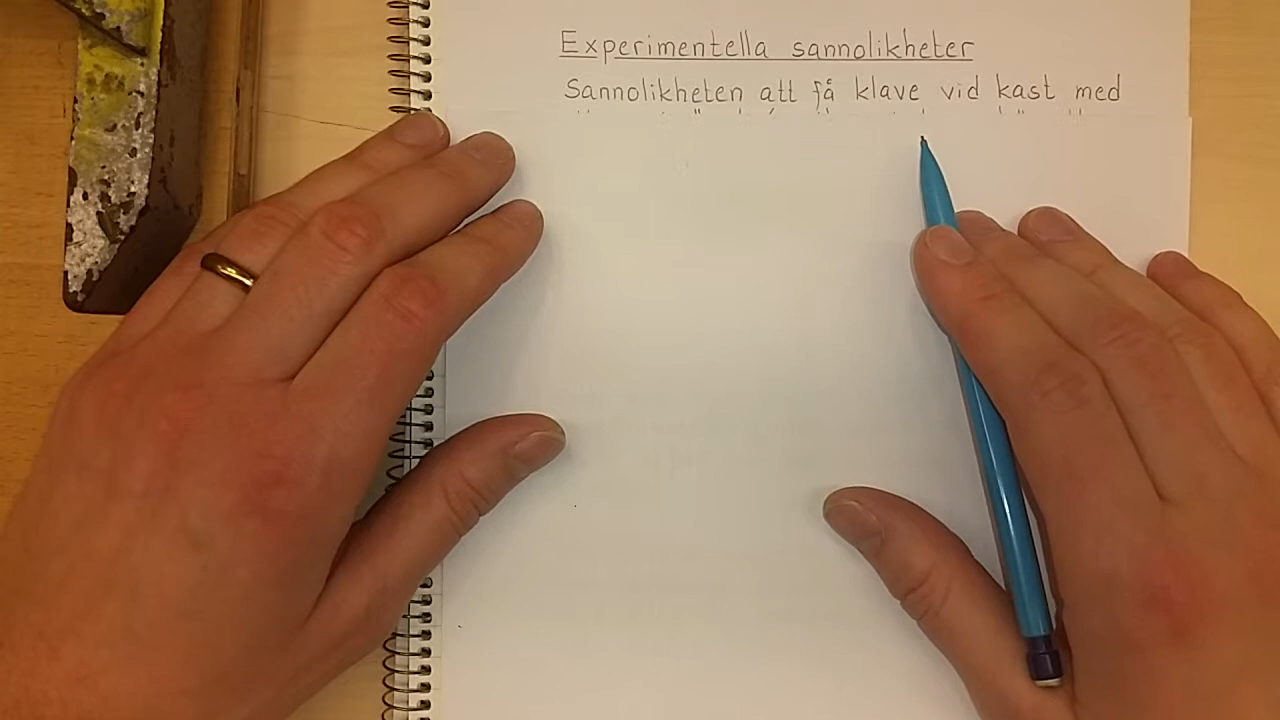 Experimentella sannolikheter
Sannolikheten att få klave vid kast med